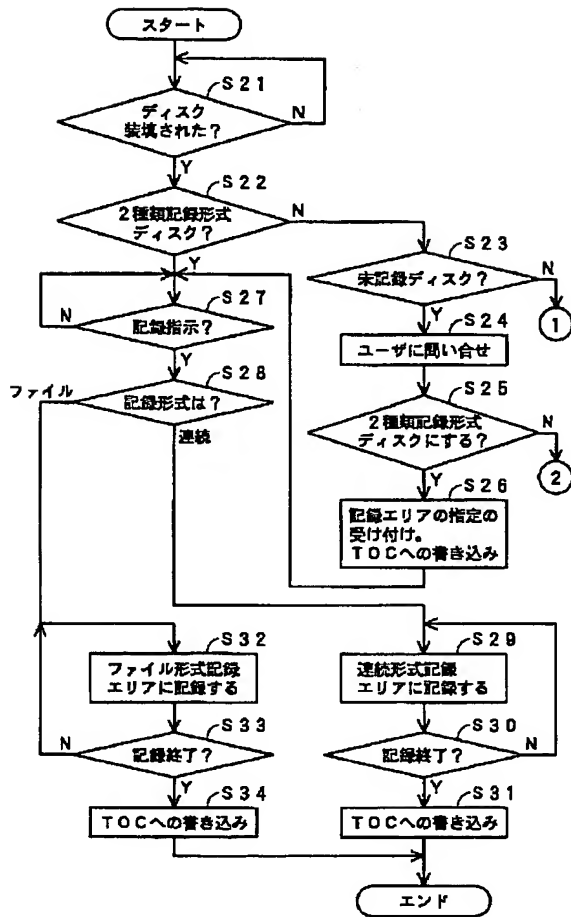 スタート
S21
ディスク
装填された?
N
Y
S22
2種類記録形式
ディスク?
N
Y
S23
未記録ディスク?
N
Y
1
S27
記録指示?
N
Y
S24
ユーザに問い合せ
S28
ファイル
記録形式は?
連続
S25
2種類記録形式
ディスクにする?
N
Y
2
S26
記録エリアの指定の
受け付け。
TOCへの書き込み
S32
ファイル形式記録
エリアに記録する
S29
連続形式記録
エリアに記録する
S33
記録終了?
N
Y
S30
記録終了?
N
Y
S34
TOCへの書き込み
S31
TOCへの書き込み
エンド